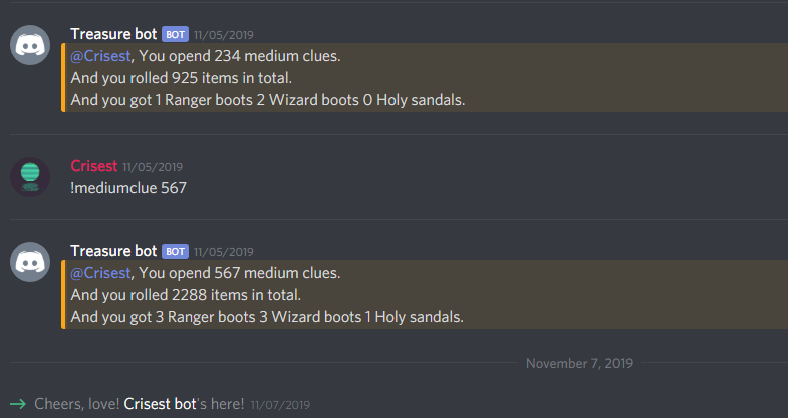 Treasure bot BOT 11/05/2019
@Crisest, You opend 234 medium clues.
And you rolled 925 items in total.
And you got 1 Ranger boots 2 Wizard boots 0 Holy sandals.
Crisest 11/05/2019
!mediumclue 567
Treasure bot BOT 11/05/2019
@Crisest, You opend 567 medium clues.
And you rolled 2288 items in total.
And you got 3 Ranger boots 3 Wizard boots 1 Holy sandals.
November 7, 2019
Cheers, love! Crisest bot's here! 11/07/2019